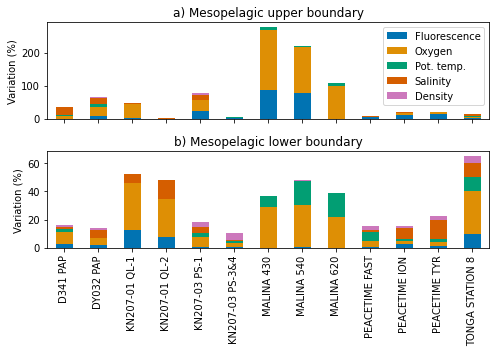 a) Mesopelagic upper boundary
Variation (%)
200
100
0
Fluorescence
Oxygen
Pot. temp.
Salinity
Density
b) Mesopelagic lower boundary
Variation (%)
60
40
20
0
D341 PAP
DY032 PAP
KN207-01 QL-1
KN207-01 QL-2
KN207-03 PS-1
KN207-03 PS-3&4
MALINA 430
MALINA 540
MALINA 620
PEACETIME FAST
PEACETIME ION
PEACETIME TYR
TONGA STATION 8